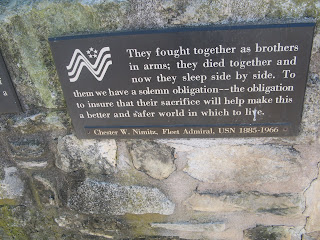 They fought together as brothers
in arms; they died together and
now they sleep side by side. To
them we have a solemn obligation--the obligation
to insure that their sacrifice will help make this
a better and safer world in which to live.
~ Chester W. Nimitz, Fleet Admiral, USN 1885-1966 ~